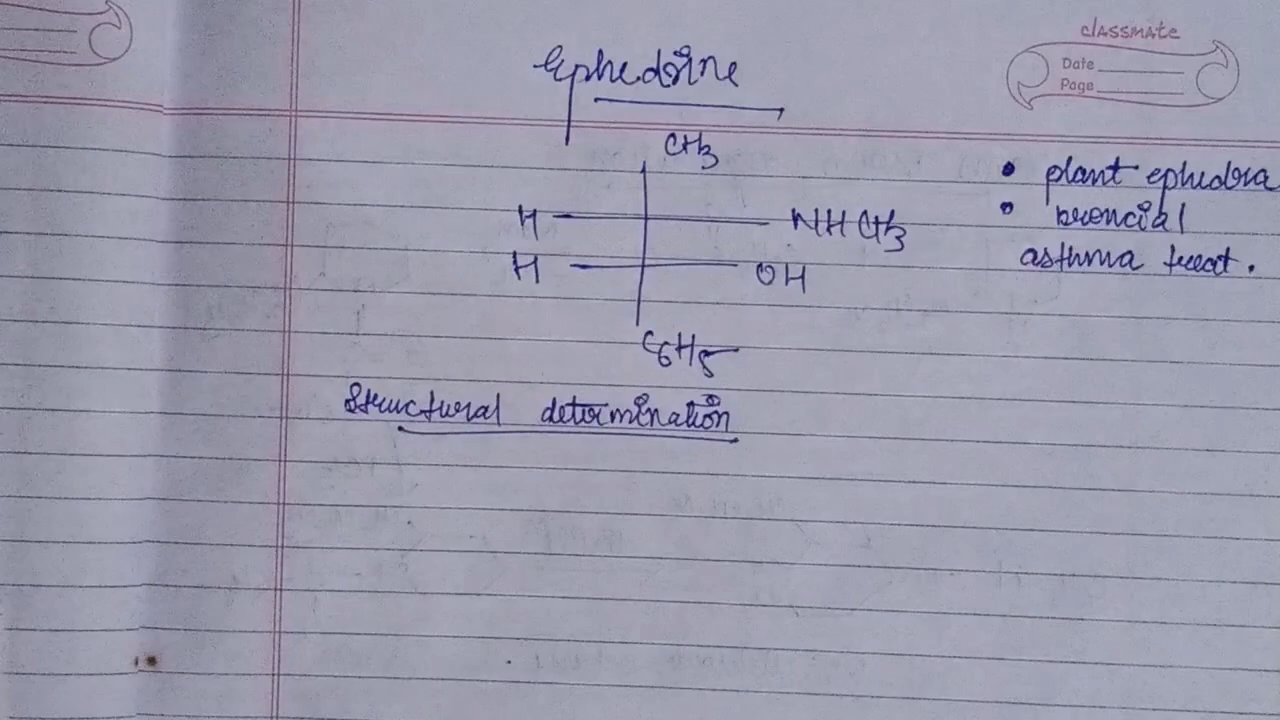 classmate
Date
Page
Ephedrine
CH3
H NHCH3
H OH
C6H5
• plant ephedra
• broncial
asthma treat.
Structural determination